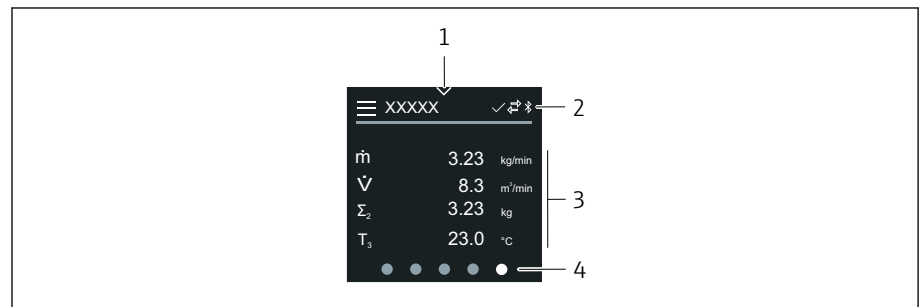 1
XXXXX
2
ṁ 3.23 kg/min
V̇ 8.3 m³/min
Σ₂ 3.23 kg
3
T₃ 23.0 °C
4